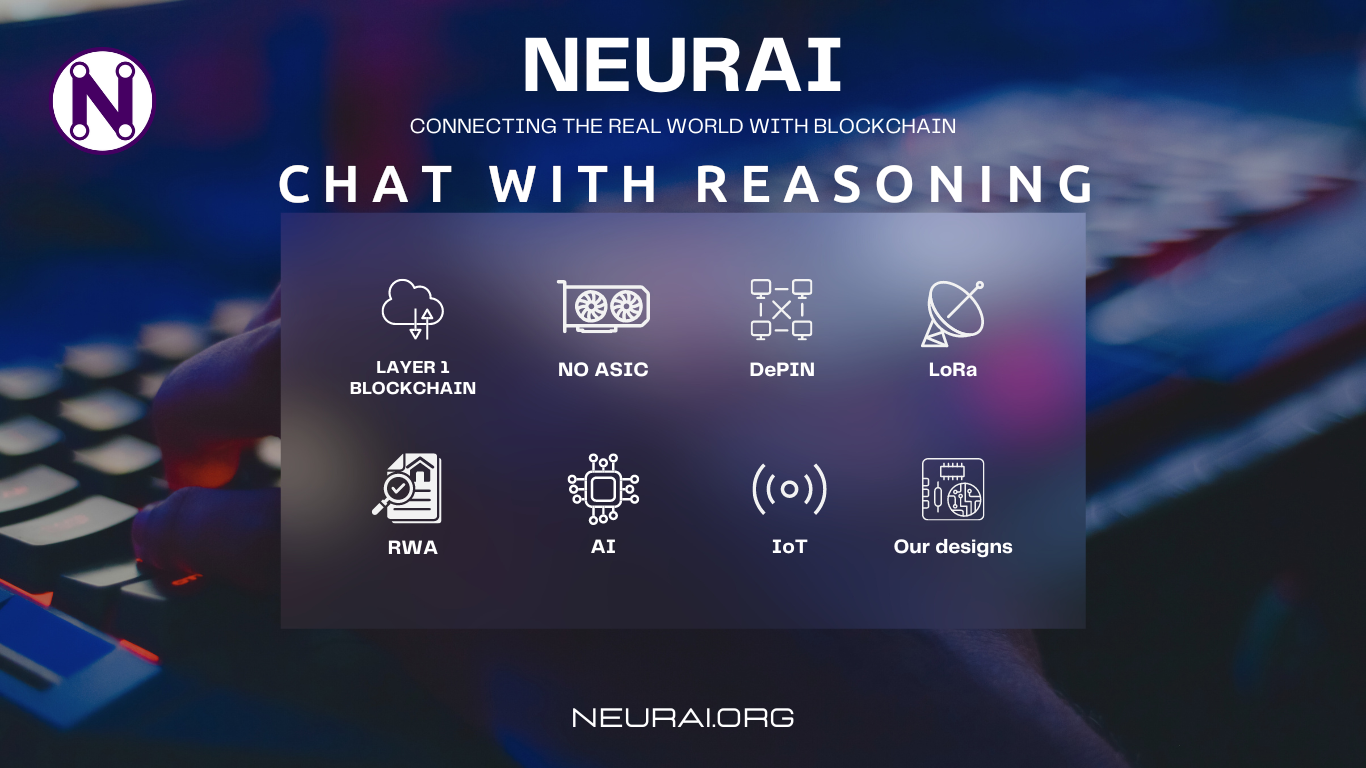 N
NEURAI
CONNECTING THE REAL WORLD WITH BLOCKCHAIN
CHAT WITH REASONING
LAYER 1
BLOCKCHAIN
NO ASIC
DePIN
LoRa
RWA
AI
IoT
Our designs
NEURAI.ORG